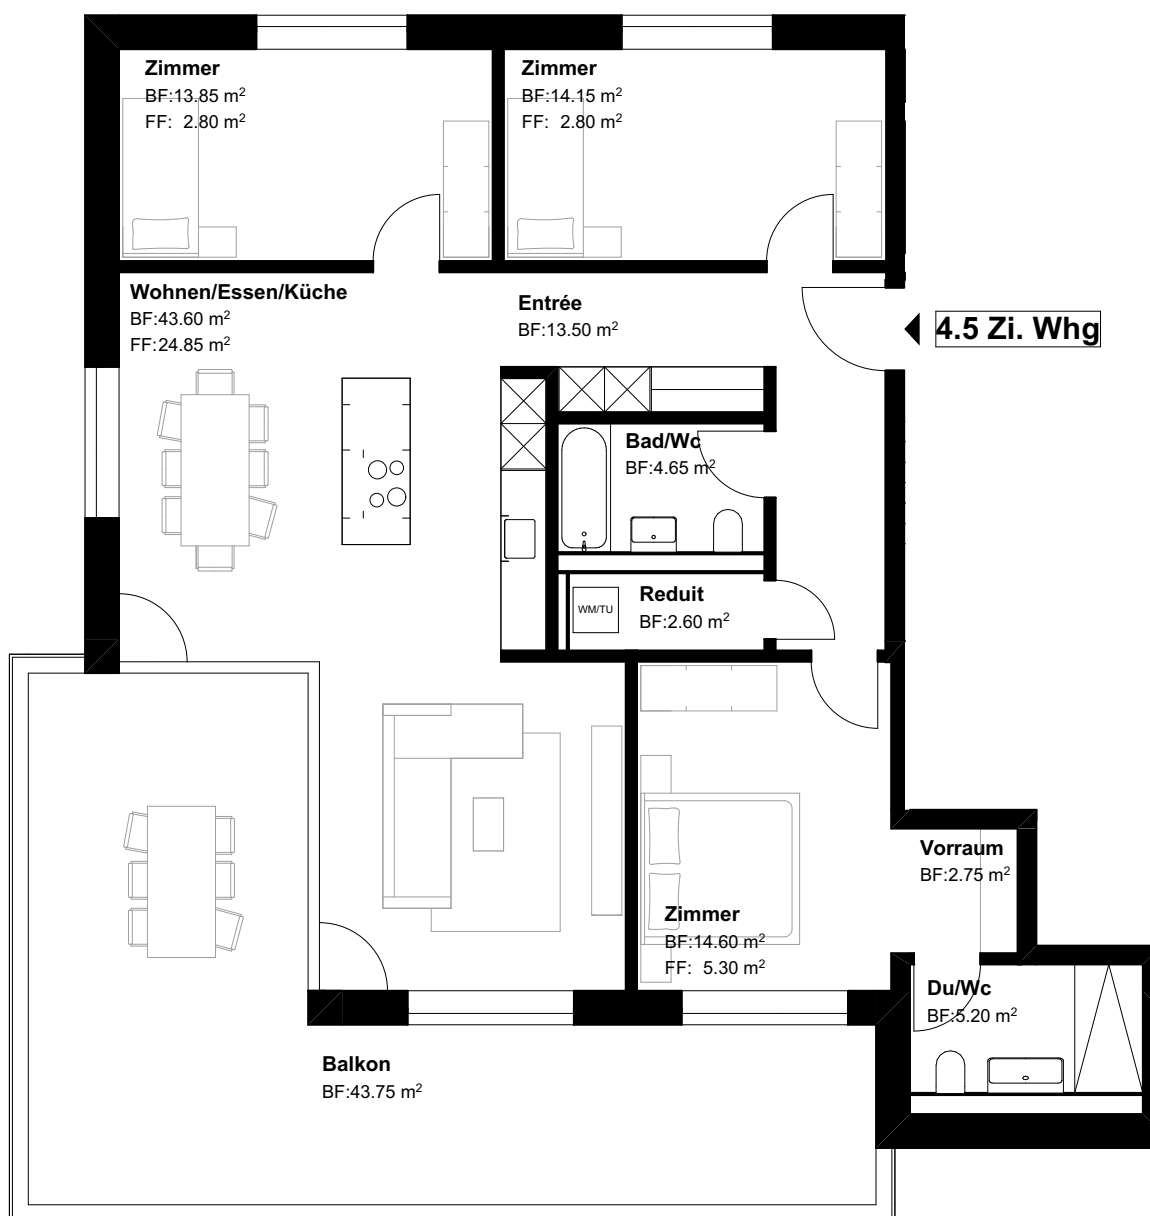 Zimmer
BF:13.85 m²
FF: 2.80 m²
Zimmer
BF:14.15 m²
FF: 2.80 m²
Wohnen/Essen/Küche
BF:43.60 m²
FF:24.85 m²
Entrée
BF:13.50 m²
4.5 Zi. Whg
Bad/Wc
BF:4.65 m²
Reduit
BF:2.60 m²
WM/TU
Vorraum
BF:2.75 m²
Zimmer
BF:14.60 m²
FF: 5.30 m²
Du/Wc
BF:5.20 m²
Balkon
BF:43.75 m²